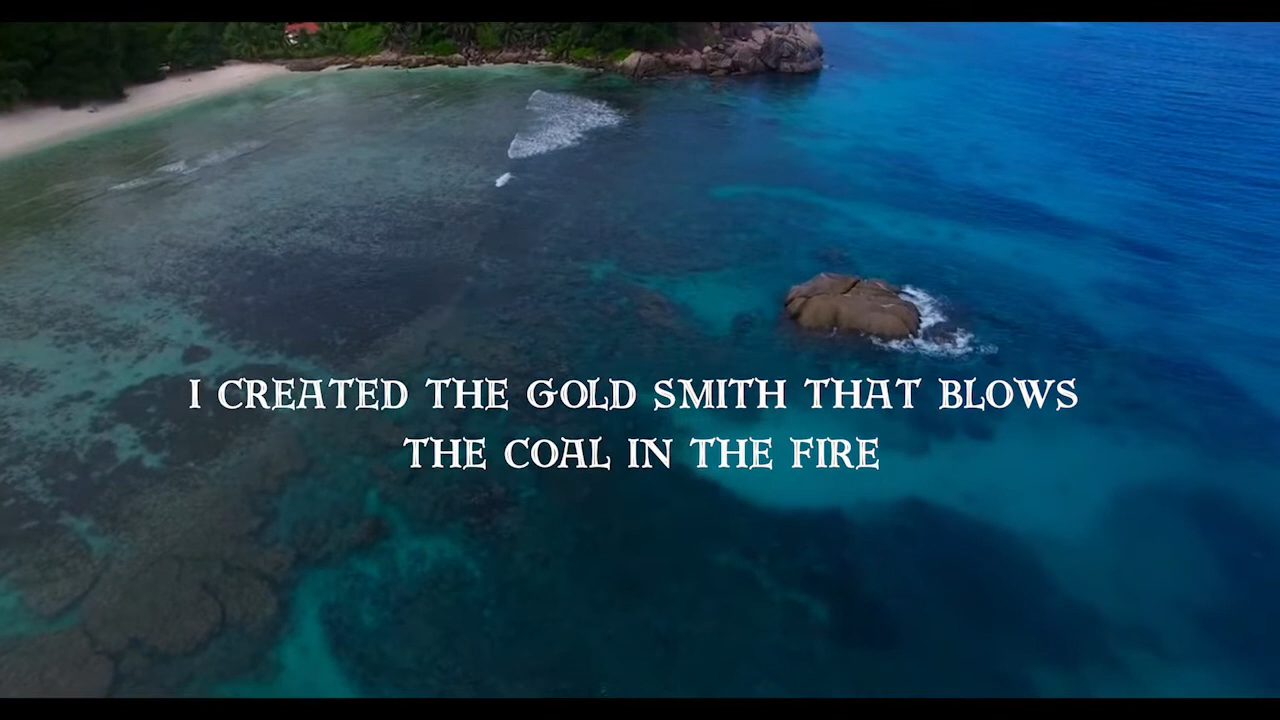 I CREATED THE GOLD SMITH THAT BLOWS
THE COAL IN THE FIRE